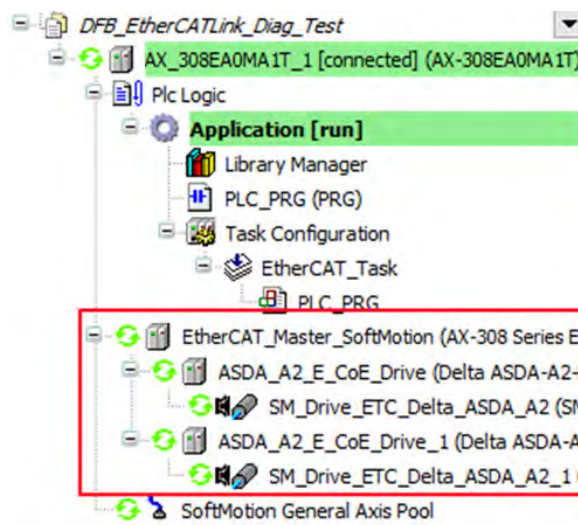 DFB_EtherCATLink_Diag_Test
AX_308EA0MA1T_1 [connected] (AX-308EA0MA1T)
Plc Logic
Application [run]
Library Manager
PLC_PRG (PRG)
Task Configuration
EtherCAT_Task
PLC_PRG
EtherCAT_Master_SoftMotion (AX-308 Series E
ASDA_A2_E_CoE_Drive (Delta ASDA-A2-
SM_Drive_ETC_Delta_ASDA_A2 (SM
ASDA_A2_E_CoE_Drive_1 (Delta ASDA-A
SM_Drive_ETC_Delta_ASDA_A2_1 (
SoftMotion General Axis Pool